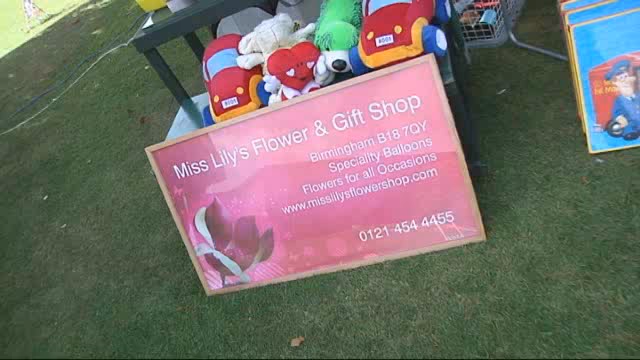 Miss Lily's Flower & Gift Shop
Birmingham B18 7QY
Speciality Balloons
Flowers for all Occasions
www.misslilysflowershop.com
0121 454 4455